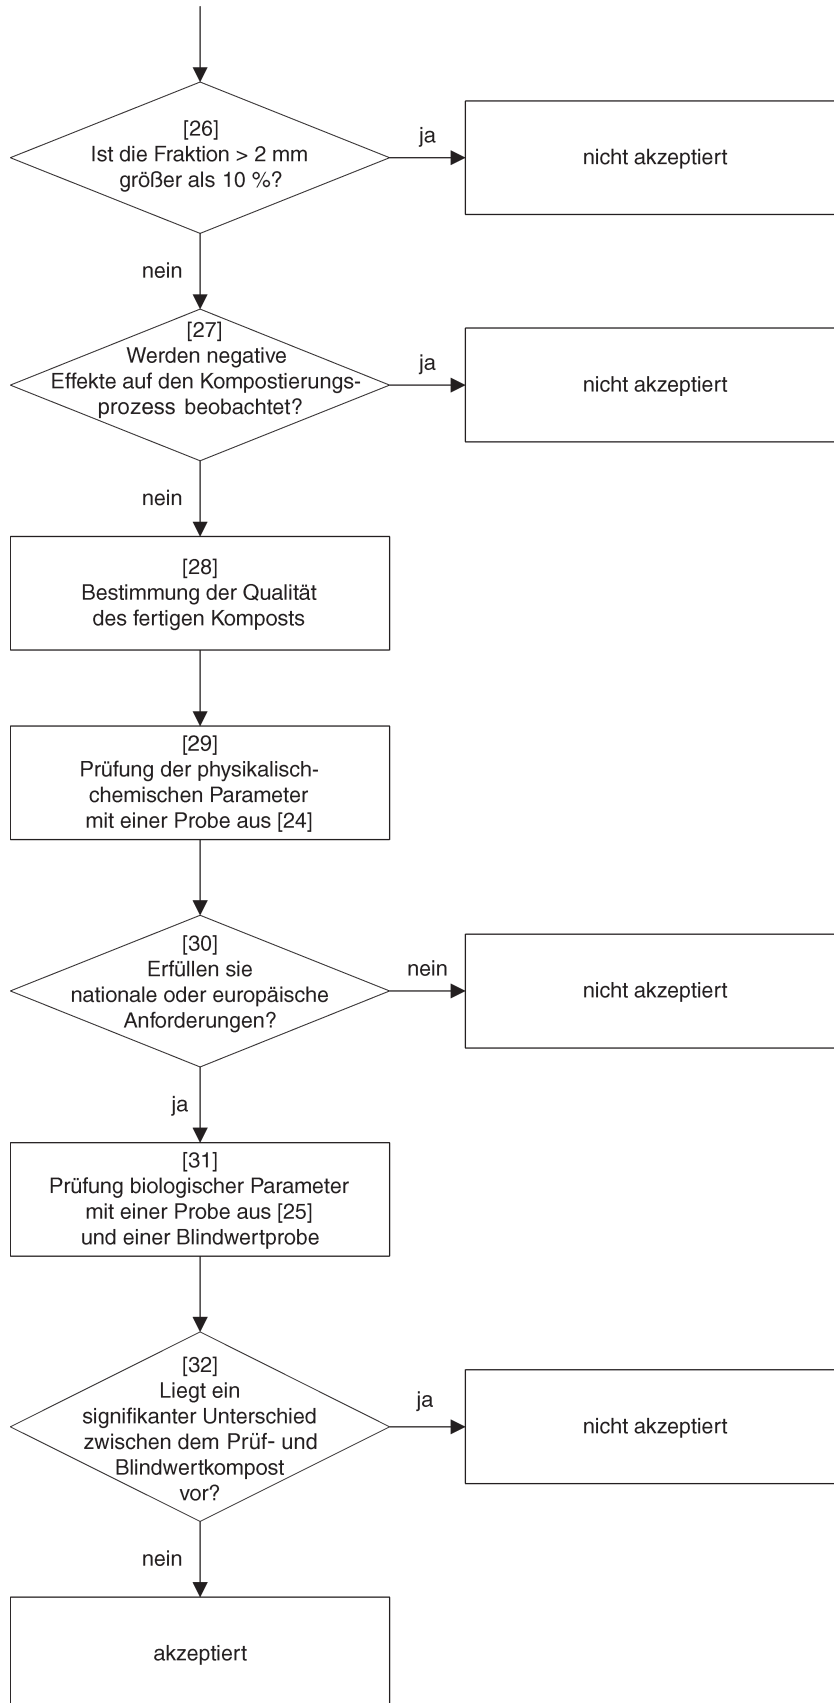 [26]
Ist die Fraktion > 2 mm
größer als 10 %?
ja
nicht akzeptiert
nein
[27]
Werden negative
Effekte auf den Kompostierungs-
prozess beobachtet?
ja
nicht akzeptiert
nein
[28]
Bestimmung der Qualität
des fertigen Komposts
[29]
Prüfung der physikalisch-
chemischen Parameter
mit einer Probe aus [24]
[30]
Erfüllen sie
nationale oder europäische
Anforderungen?
nein
nicht akzeptiert
ja
[31]
Prüfung biologischer Parameter
mit einer Probe aus [25]
und einer Blindwertprobe
[32]
Liegt ein
signifikanter Unterschied
zwischen dem Prüf- und
Blindwertkompost
vor?
ja
nicht akzeptiert
nein
akzeptiert